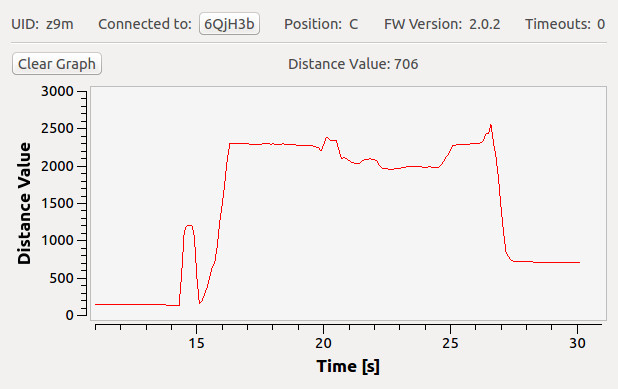 UID: z9m Connected to: 6QjH3b Position: C FW Version: 2.0.2 Timeouts: 0
Clear Graph Distance Value: 706
3000
2500
2000
1500
1000
500
0
Distance Value
15 20 25 30
Time [s]